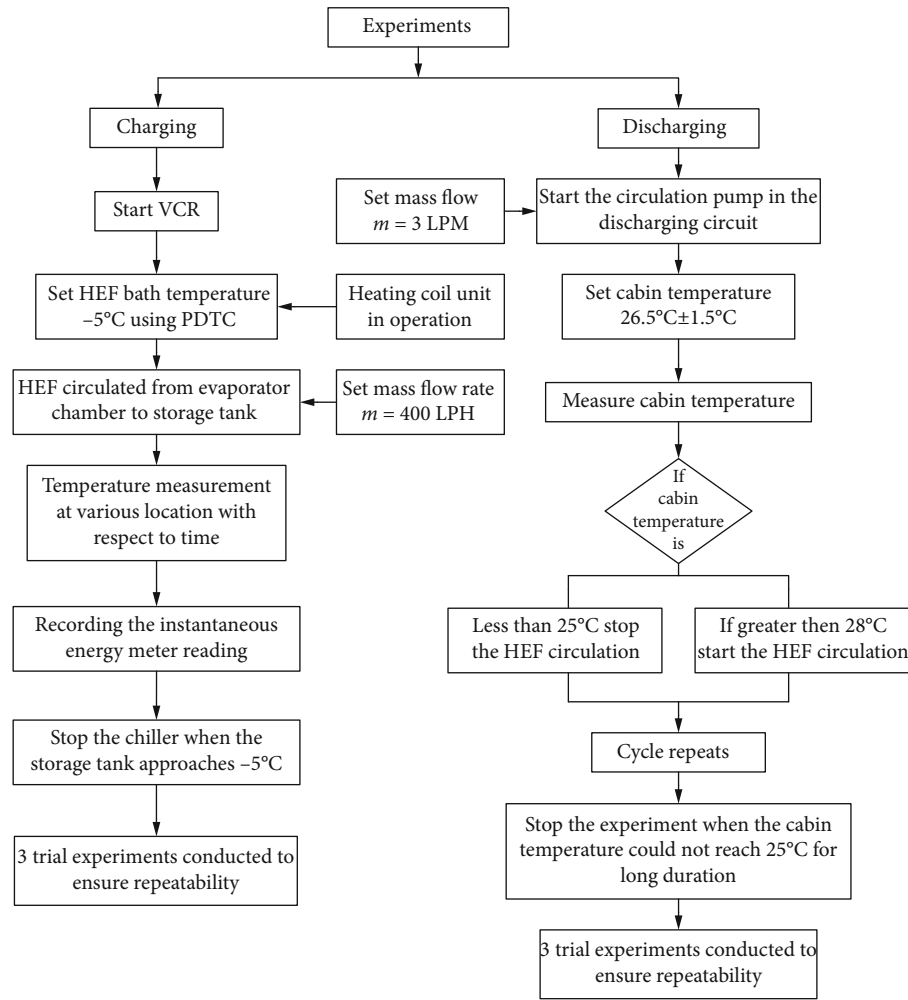 Experiments
Charging
Start VCR
Set HEF bath temperature
–5°C using PDTC
Heating coil unit
in operation
HEF circulated from evaporator
chamber to storage tank
Set mass flow rate
m = 400 LPH
Temperature measurement
at various location with
respect to time
Recording the instantaneous
energy meter reading
Stop the chiller when the
storage tank approaches –5°C
3 trial experiments conducted to
ensure repeatability
Discharging
Set mass flow
m = 3 LPM
Start the circulation pump in the
discharging circuit
Set cabin temperature
26.5°C±1.5°C
Measure cabin temperature
If
cabin
temperature
is
Less than 25°C stop
the HEF circulation
If greater then 28°C
start the HEF circulation
Cycle repeats
Stop the experiment when the cabin
temperature could not reach 25°C for
long duration
3 trial experiments conducted to
ensure repeatability